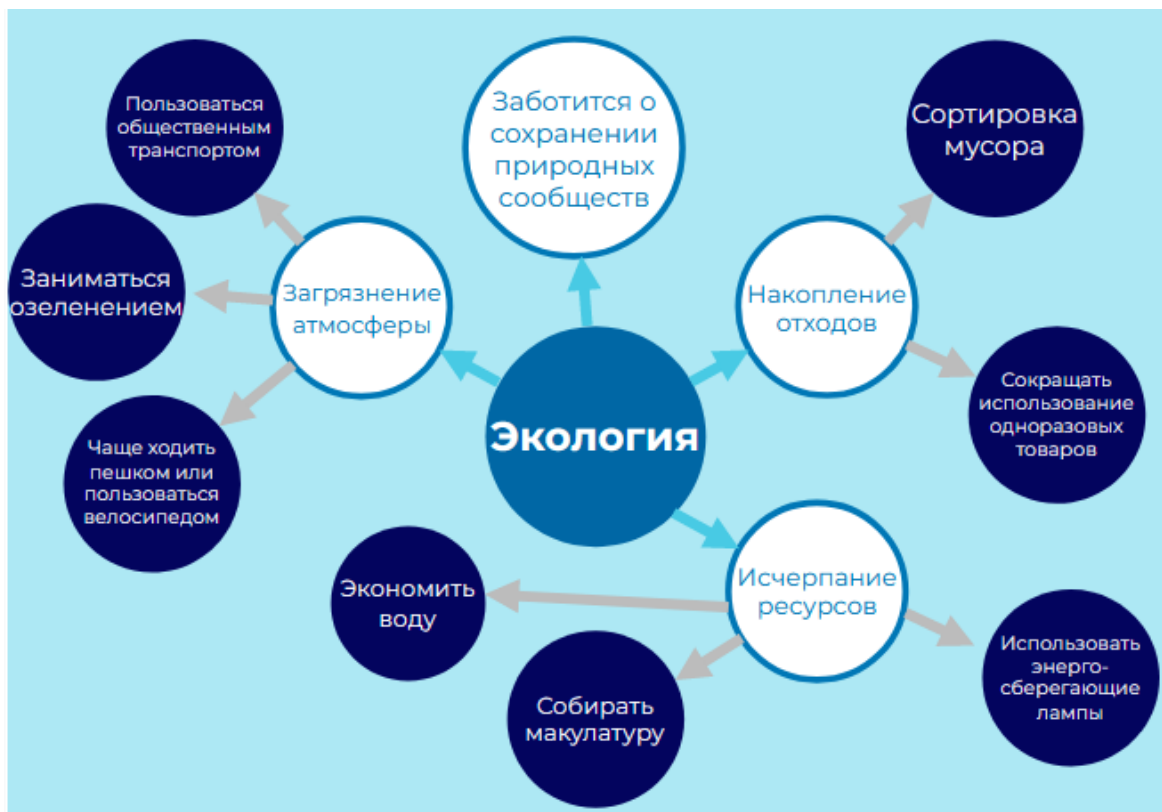 Пользоваться
общественным
транспортом
Заботится о
сохранении
природных
сообществ
Сортировка
мусора
Заниматься
озеленением
Загрязнение
атмосферы
Накопление
отходов
Сокращать
использование
одноразовых
товаров
Экология
Чаще ходить
пешком или
пользоваться
велосипедом
Экономить
воду
Исчерпание
ресурсов
Собирать
макулатуру
Использовать
энерго-
сберегающие
лампы